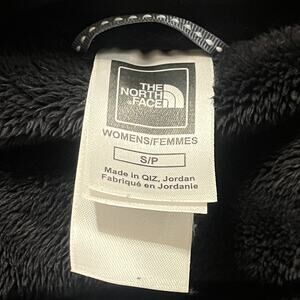 THE
NORTH
FACE
WOMENS/FEMMES
S/P
Made in QIZ, Jordan
Fabriqué en Jordanie